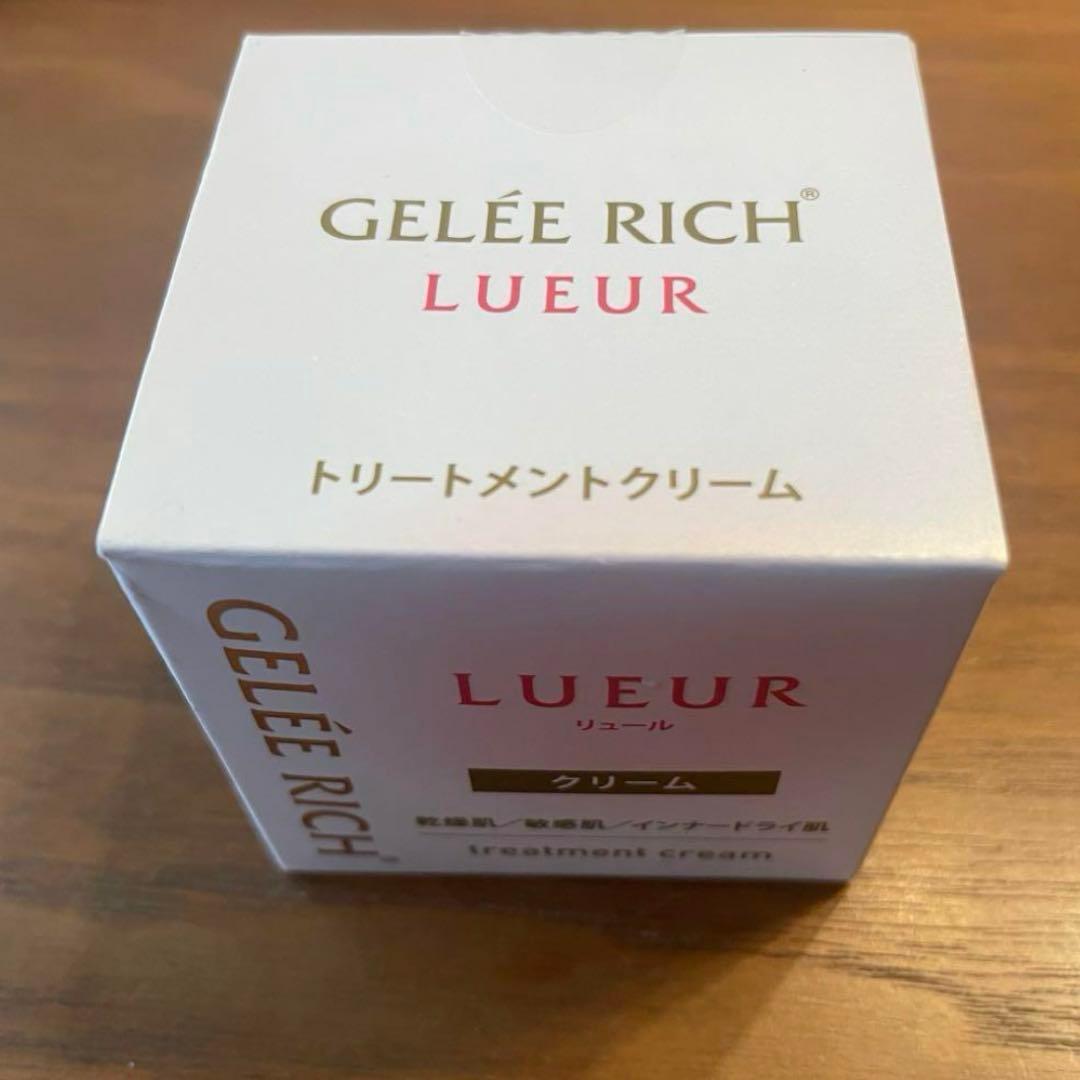 GELÉE RICH®
LUEUR
トリートメントクリーム
GELÉE RICH®
LUEUR
リュール
クリーム
乾燥肌／敏感肌／インナードライ肌
treatment cream